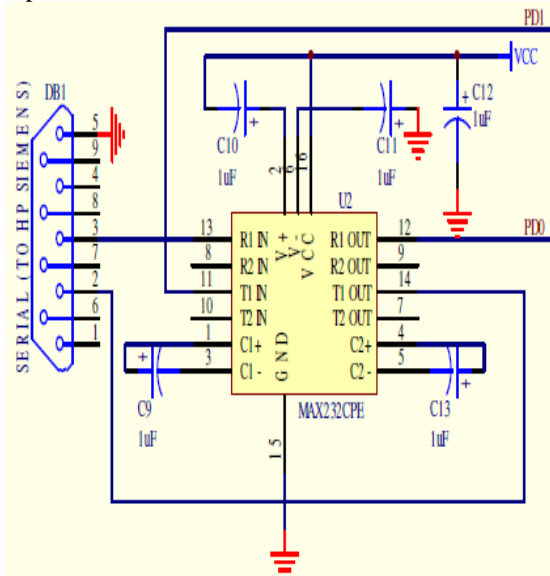 PD1
VCC
DB1
SERIAL (TO HP SIEMENS)
5
9
4
8
3
7
2
6
1
C10
+
1uF
C11
+
1uF
+
C12
1uF
2
6
16
U2
13
R1 IN
V+
V-
VCC
R1 OUT
12
PD0
8
R2 IN
R2 OUT
9
11
T1 IN
T1 OUT
14
10
T2 IN
T2 OUT
7
1
C1+
C2+
4
3
C1-
GND
C2-
5
+
C9
1uF
MAX232CPE
+
C13
1uF
15